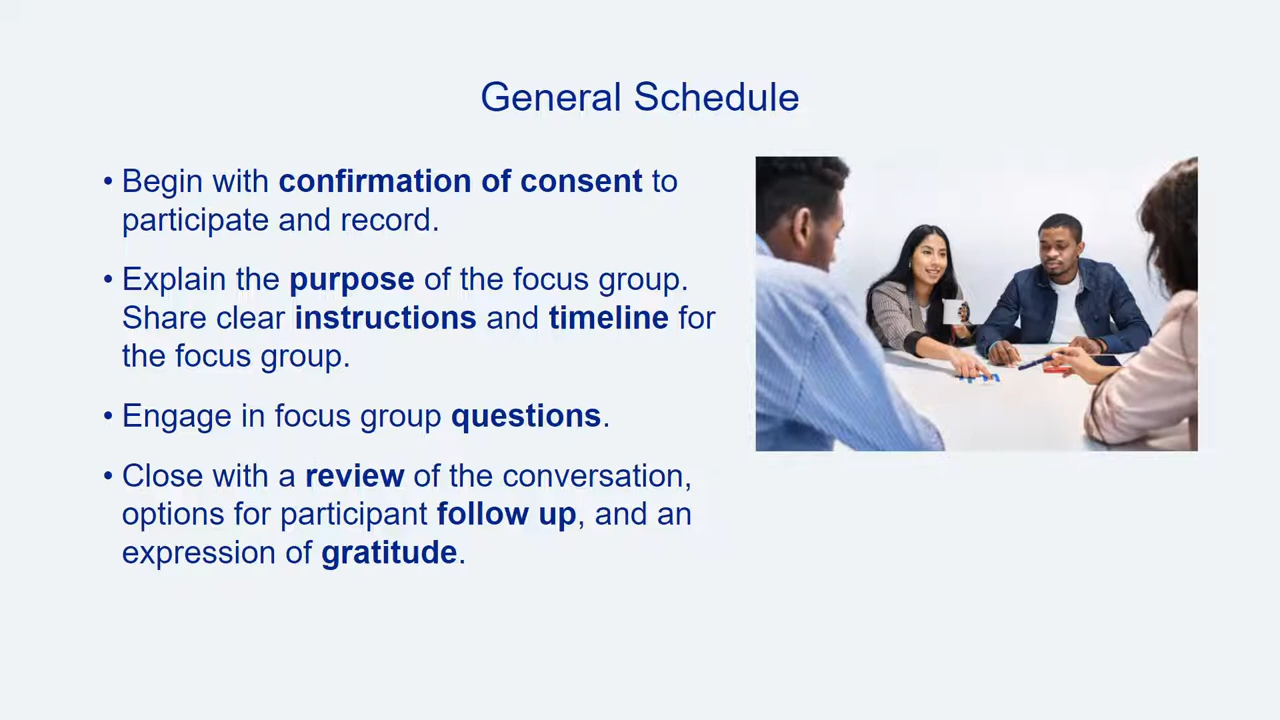 General Schedule
• Begin with confirmation of consent to
participate and record.
• Explain the purpose of the focus group.
Share clear instructions and timeline for
the focus group.
• Engage in focus group questions.
• Close with a review of the conversation,
options for participant follow up, and an
expression of gratitude.